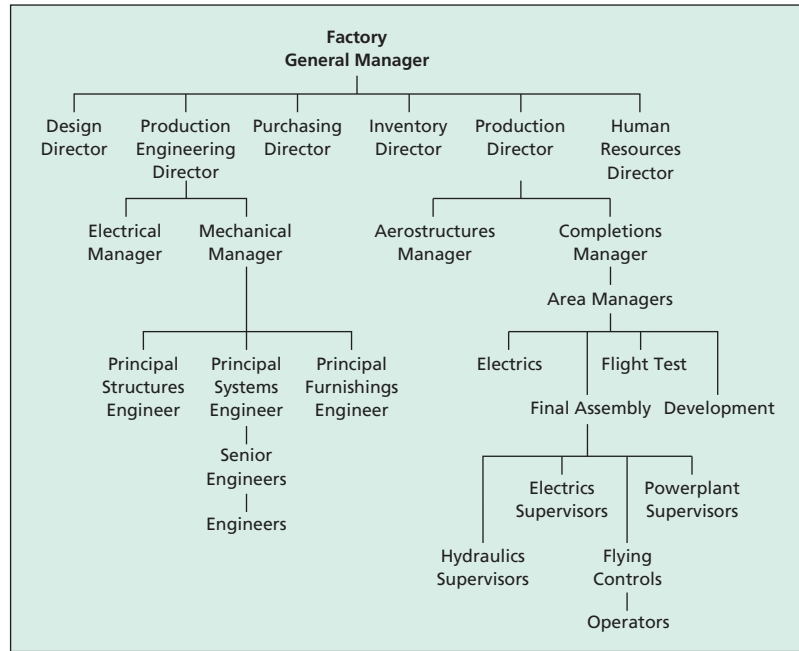 Factory
General Manager
Design
Director
Production
Engineering
Director
Purchasing
Director
Inventory
Director
Production
Director
Human
Resources
Director
Electrical
Manager
Mechanical
Manager
Aerostructures
Manager
Completions
Manager
Area Managers
Principal
Structures
Engineer
Principal
Systems
Engineer
Principal
Furnishings
Engineer
Electrics
Flight Test
Final Assembly
Development
Senior
Engineers
Engineers
Electrics
Supervisors
Powerplant
Supervisors
Hydraulics
Supervisors
Flying
Controls
Operators